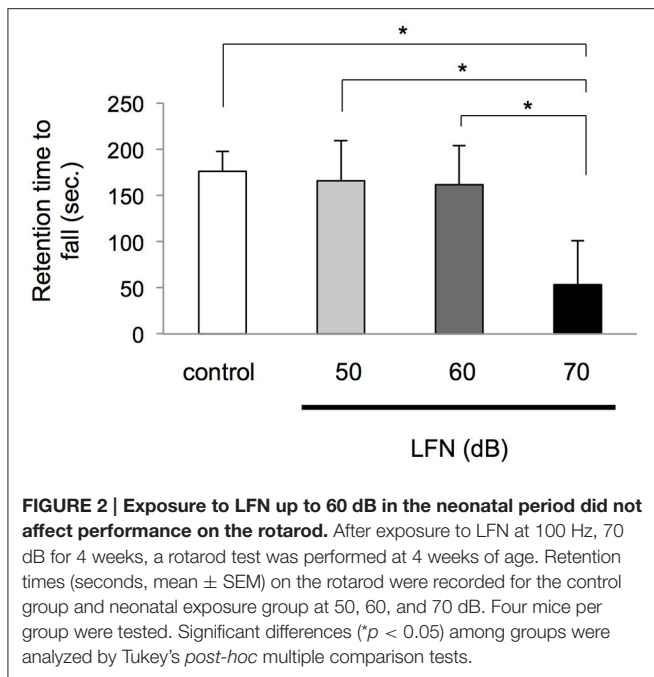 *
*
*
250
200
150
100
50
0
Retention time to
fall (sec.)
control 50 60 70
LFN (dB)
FIGURE 2 | Exposure to LFN up to 60 dB in the neonatal period did not
affect performance on the rotarod. After exposure to LFN at 100 Hz, 70
dB for 4 weeks, a rotarod test was performed at 4 weeks of age. Retention
times (seconds, mean ± SEM) on the rotarod were recorded for the control
group and neonatal exposure group at 50, 60, and 70 dB. Four mice per
group were tested. Significant differences (*p < 0.05) among groups were
analyzed by Tukey's post-hoc multiple comparison tests.